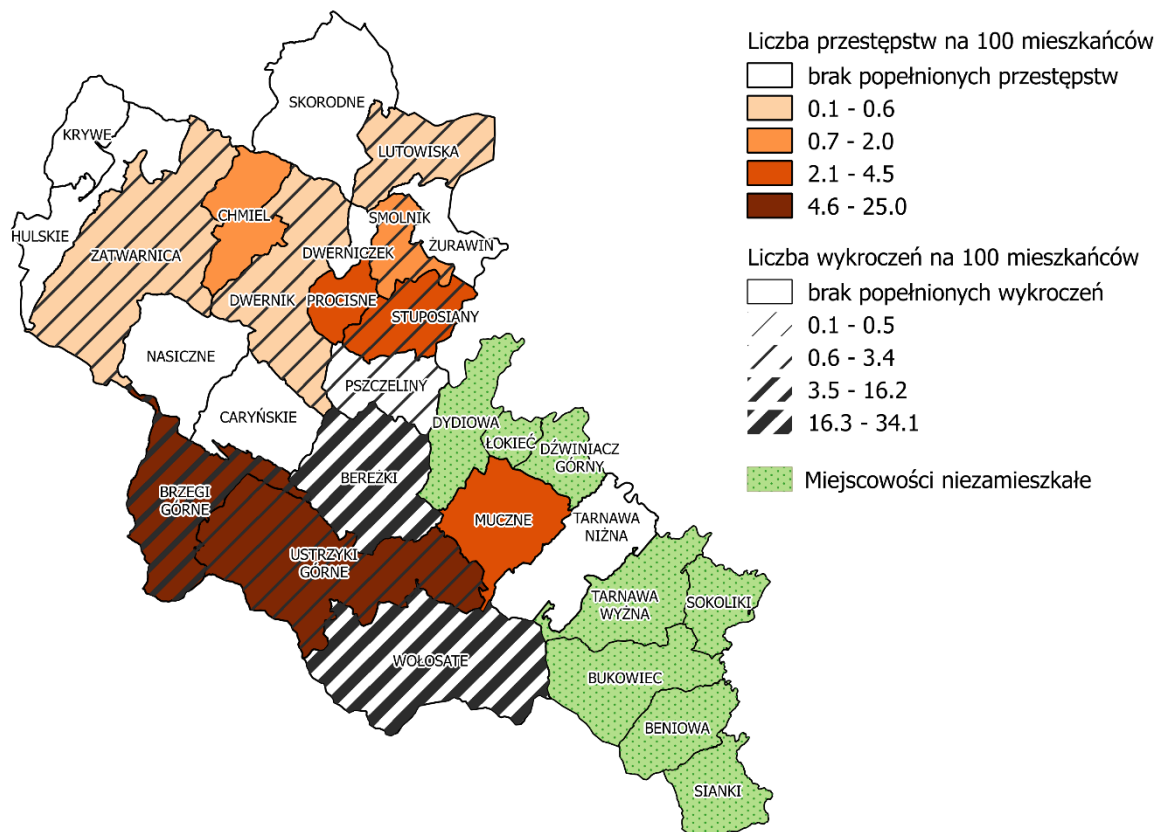 Liczba przestępstw na 100 mieszkańców
brak popełnionych przestępstw
0.1 - 0.6
0.7 - 2.0
2.1 - 4.5
4.6 - 25.0
Liczba wykroczeń na 100 mieszkańców
brak popełnionych wykroczeń
0.1 - 0.5
0.6 - 3.4
3.5 - 16.2
16.3 - 34.1
Miejscowości niezamieszkałe
SKORODNE
KRYWE
LUTOWISKA
CHMIEL
SMOLNIK
HULSKIE
ŻURAWIN
ZATWARNICA
DWERNICZEK
DWERNIK
PROCISNE
STUPOSIANY
NASICZNE
PSZCZELINY
CARYŃSKIE
DYDIOWA
ŁOKIEĆ
DŹWINIACZ
GÓRNY
BEREŻKI
BRZEGI
GÓRNE
MUCZNE
TARNAWA
NIŻNA
USTRZYKI
GÓRNE
TARNAWA
WYŻNA
SOKOLIKI
WOŁOSATE
BUKOWIEC
BENIOWA
SIANKI